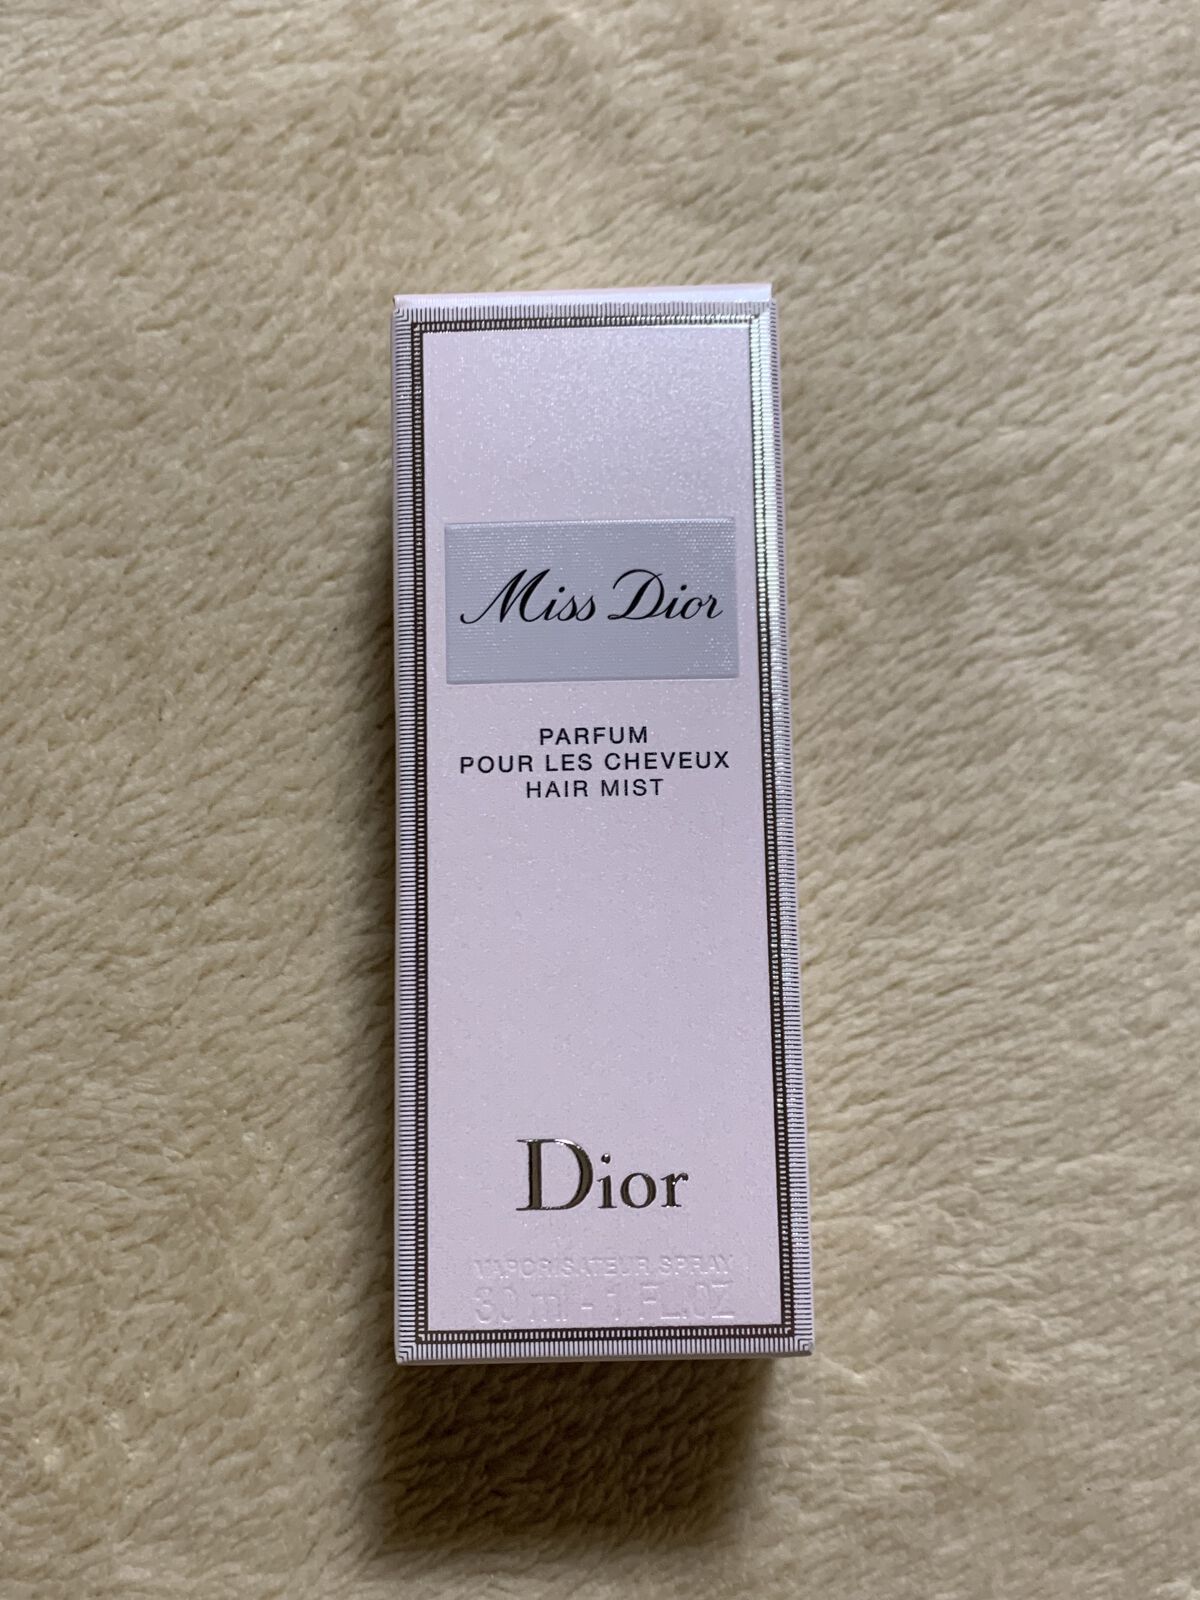 Miss Dior
PARFUM
POUR LES CHEVEUX
HAIR MIST
Dior
VAPORISATEUR SPRAY
30 ml - 1 FL.OZ